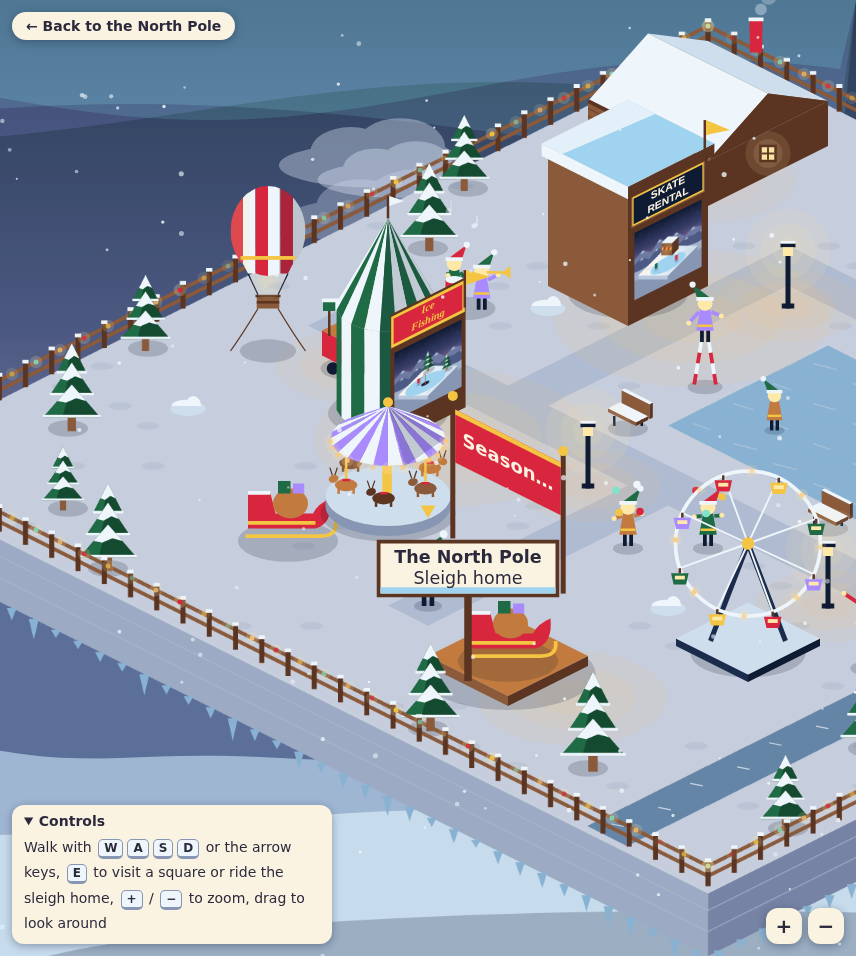 ← Back to the North Pole
SKATE
RENTAL
Ice
Fishing
Season...
The North Pole
Sleigh home
▼ Controls
Walk with W A S D or the arrow
keys, E to visit a square or ride the
sleigh home, + / − to zoom, drag to
look around
+ −